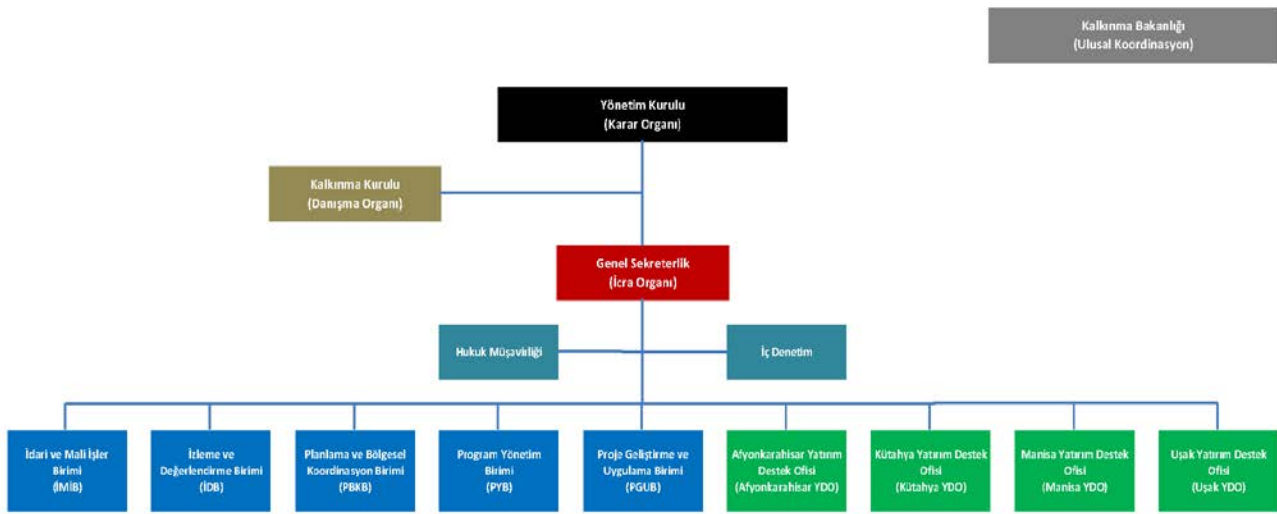 Kalkınma Bakanlığı
(Ulusal Koordinasyon)
Yönetim Kurulu
(Karar Organı)
Kalkınma Kurulu
(Danışma Organı)
Genel Sekreterlik
(İcra Organı)
Hukuk Müşavirliği
İç Denetim
İdari ve Mali İşler
Birimi
(İMİB)
İzleme ve
Değerlendirme Birimi
(İDB)
Planlama ve Bölgesel
Koordinasyon Birimi
(PBKB)
Program Yönetim
Birimi
(PYB)
Proje Geliştirme ve
Uygulama Birimi
(PGUB)
Afyonkarahisar Yatırım
Destek Ofisi
(Afyonkarahisar YDO)
Kütahya Yatırım Destek
Ofisi
(Kütahya YDO)
Manisa Yatırım Destek
Ofisi
(Manisa YDO)
Uşak Yatırım Destek
Ofisi
(Uşak YDO)